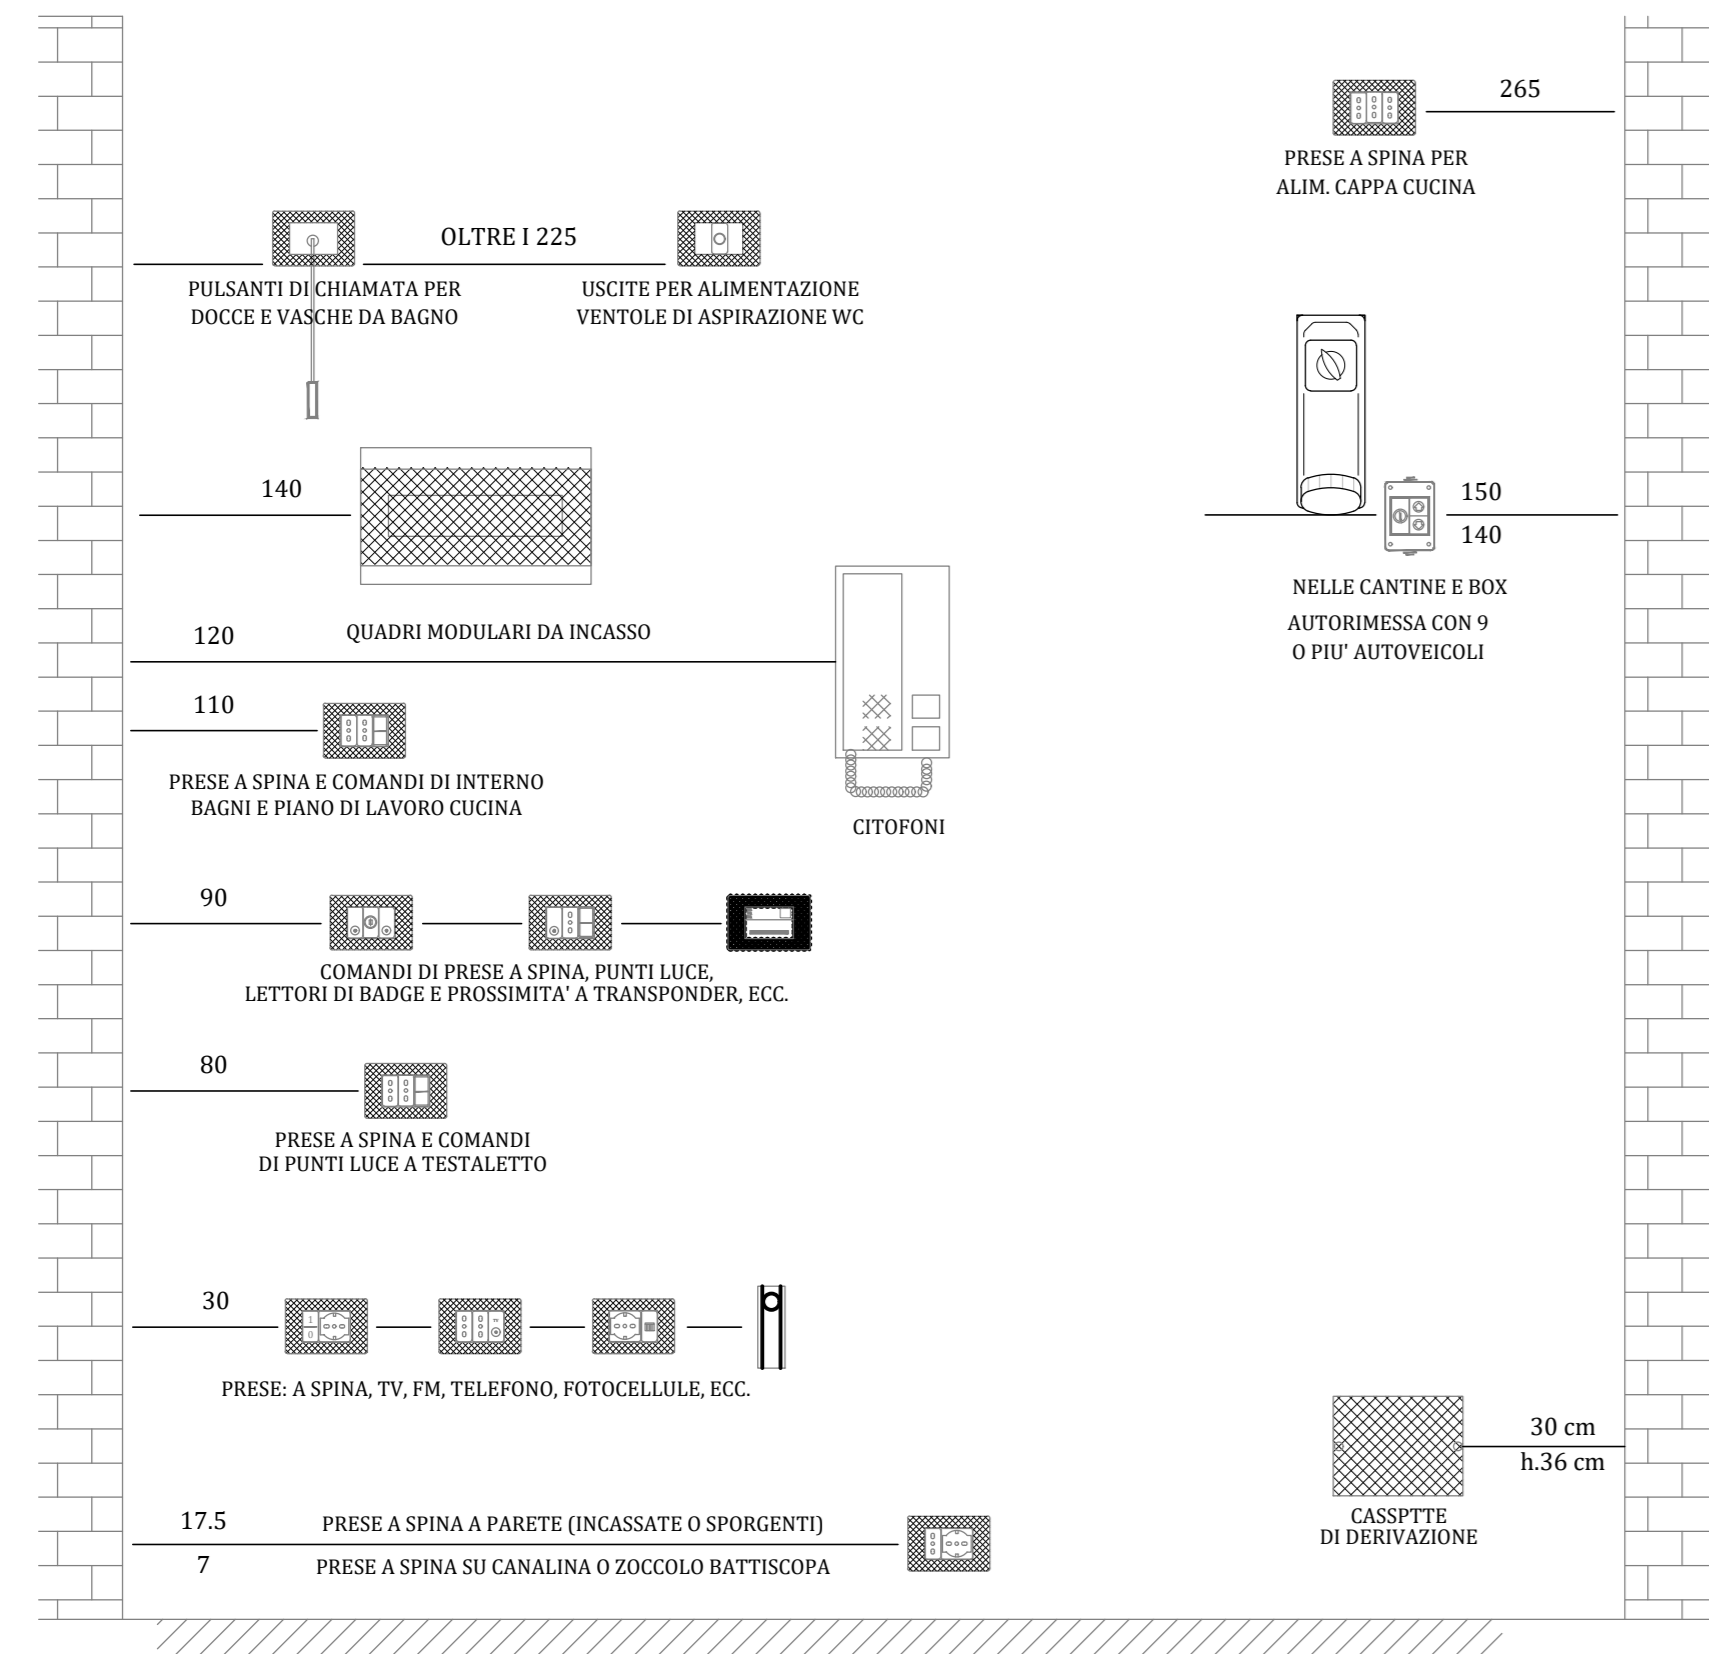 265
PRESE A SPINA PER
ALIM. CAPPA CUCINA
OLTRE I 225
PULSANTI DI CHIAMATA PER
DOCCE E VASCHE DA BAGNO
USCITE PER ALIMENTAZIONE
VENTOLE DI ASPIRAZIONE WC
140
QUADRI MODULARI DA INCASSO
150
140
NELLE CANTINE E BOX
AUTORIMESSA CON 9
O PIU' AUTOVEICOLI
120
CITOFONI
110
PRESE A SPINA E COMANDI DI INTERNO
BAGNI E PIANO DI LAVORO CUCINA
90
COMANDI DI PRESE A SPINA, PUNTI LUCE,
LETTORI DI BADGE E PROSSIMITA' A TRANSPONDER, ECC.
80
PRESE A SPINA E COMANDI
DI PUNTI LUCE A TESTALETTO
30
1
0
PRESE: A SPINA, TV, FM, TELEFONO, FOTOCELLULE, ECC.
30 cm
h.36 cm
CASSPTTE
DI DERIVAZIONE
17.5
PRESE A SPINA A PARETE (INCASSATE O SPORGENTI)
7
PRESE A SPINA SU CANALINA O ZOCCOLO BATTISCOPA